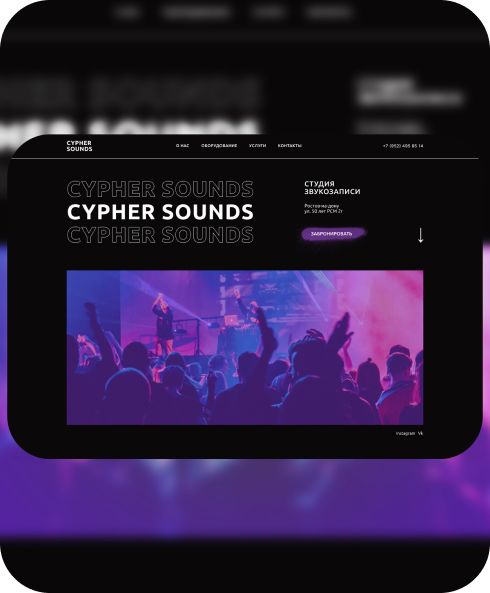 CYPHER
SOUNDS
О НАС ОБОРУДОВАНИЕ УСЛУГИ КОНТАКТЫ
+7 (952) 495 85 14
CYPHER SOUNDS
CYPHER SOUNDS
CYPHER SOUNDS
СТУДИЯ
ЗВУКОЗАПИСИ
Ростов-на-дону
ул. 50 лет РСМ 7г
ЗАБРОНИРОВАТЬ
Instagram Vk